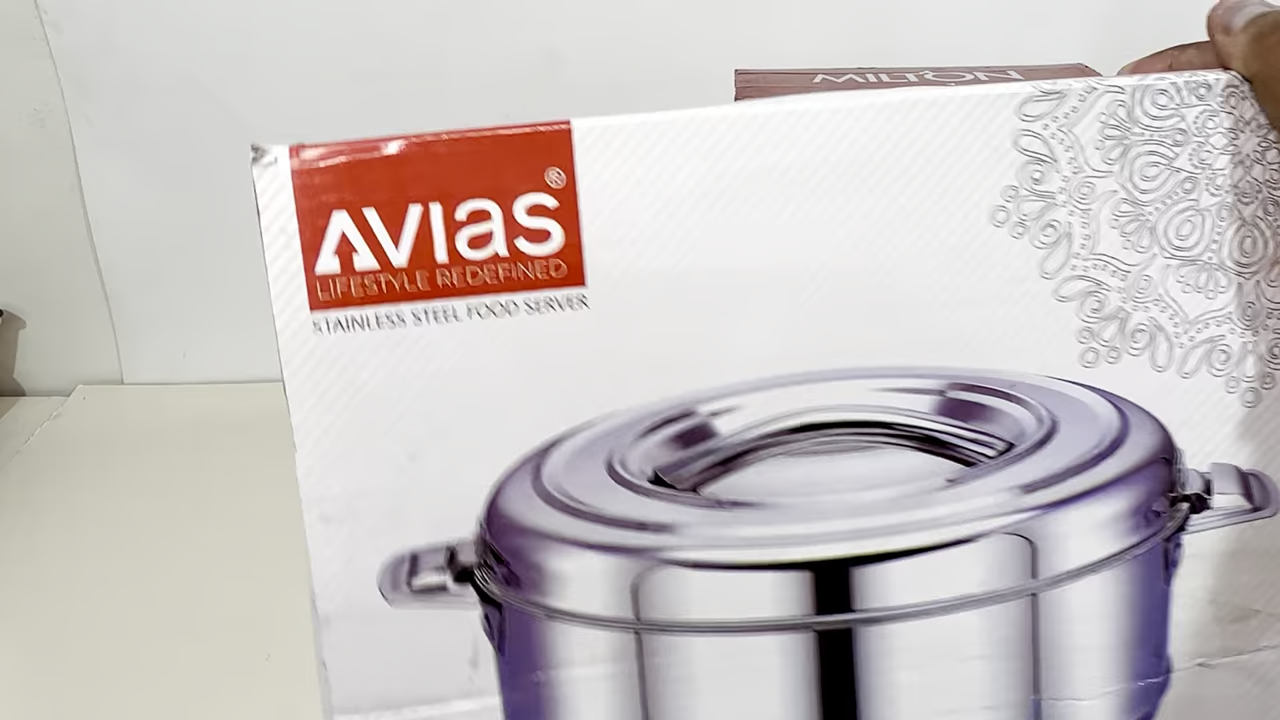 MILTON
AVIAS®
LIFESTYLE REDEFINED
STAINLESS STEEL FOOD SERVER